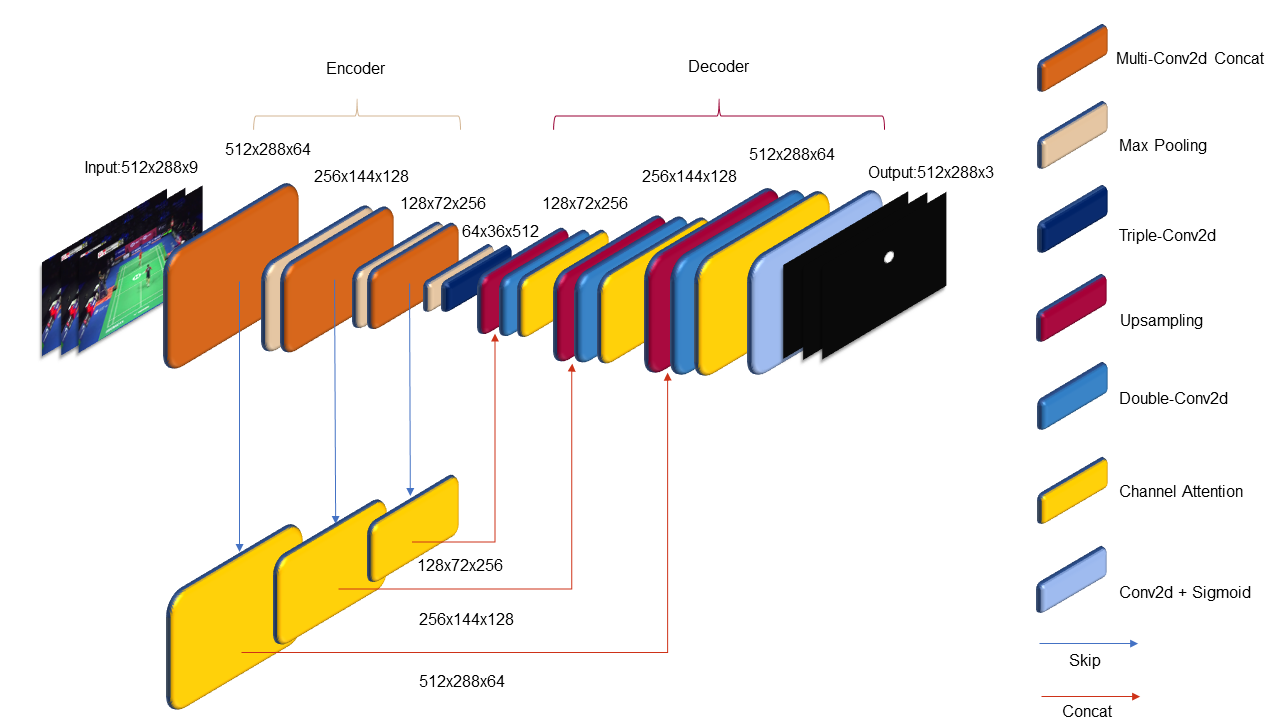 Encoder
Decoder
Input:512x288x9
512x288x64
256x144x128
128x72x256
64x36x512
128x72x256
256x144x128
512x288x64
Output:512x288x3
128x72x256
256x144x128
512x288x64
Multi-Conv2d Concat
Max Pooling
Triple-Conv2d
Upsampling
Double-Conv2d
Channel Attention
Conv2d + Sigmoid
Skip
Concat